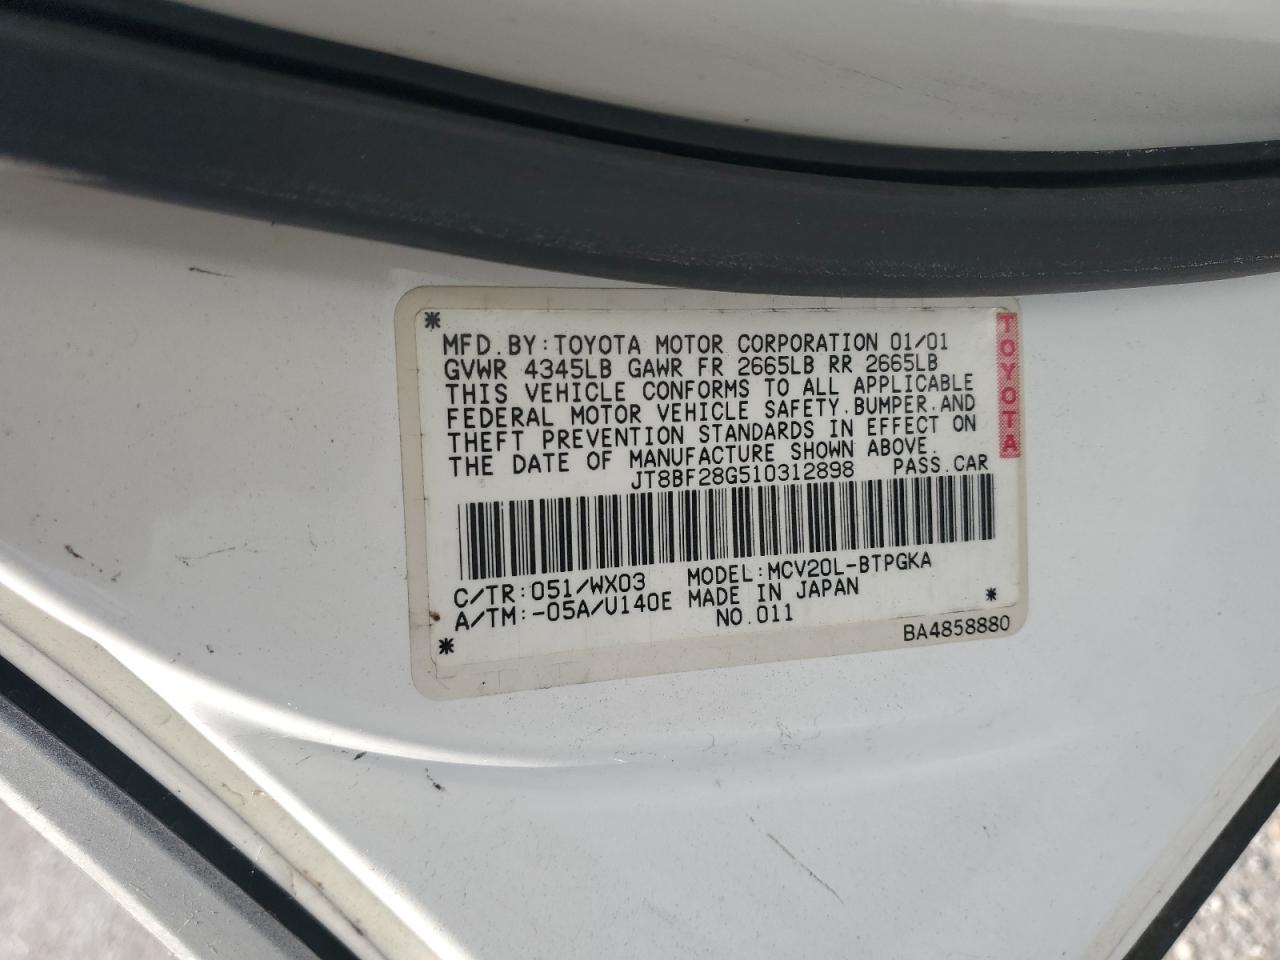 MFD. BY: TOYOTA MOTOR CORPORATION 01/01
GVWR 4345LB GAWR FR 2665LB RR 2665LB
THIS VEHICLE CONFORMS TO ALL APPLICABLE
FEDERAL MOTOR VEHICLE SAFETY, BUMPER, AND
THEFT PREVENTION STANDARDS IN EFFECT ON
THE DATE OF MANUFACTURE SHOWN ABOVE.
JT8BF28G510312898 PASS. CAR
TOYOTA
C/TR: 051/WX03 MODEL: MCV20L-BTPGKA
A/TM: -05A/U140E MADE IN JAPAN
NO. 011
BA4858880